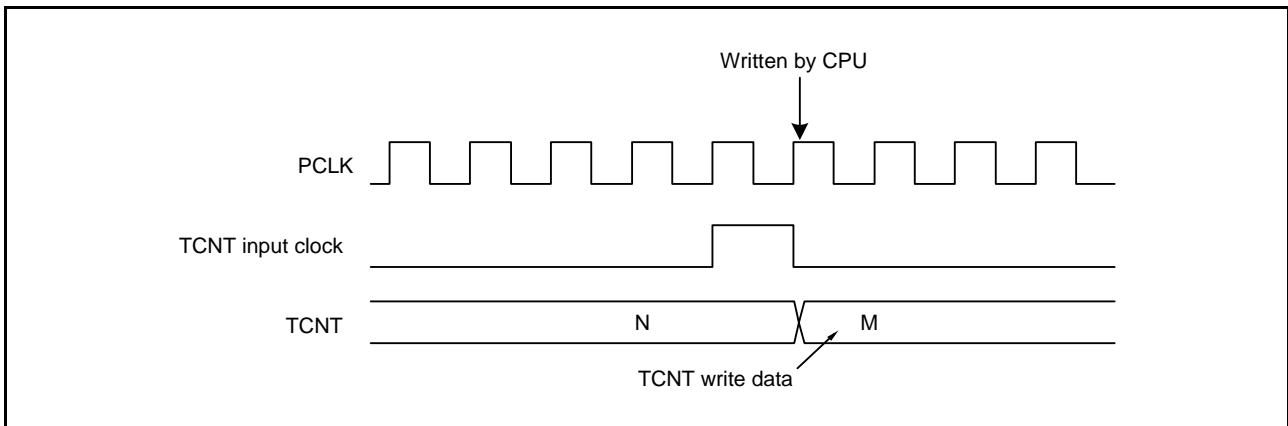 Written by CPU
PCLK
TCNT input clock
TCNT
N
M
TCNT write data